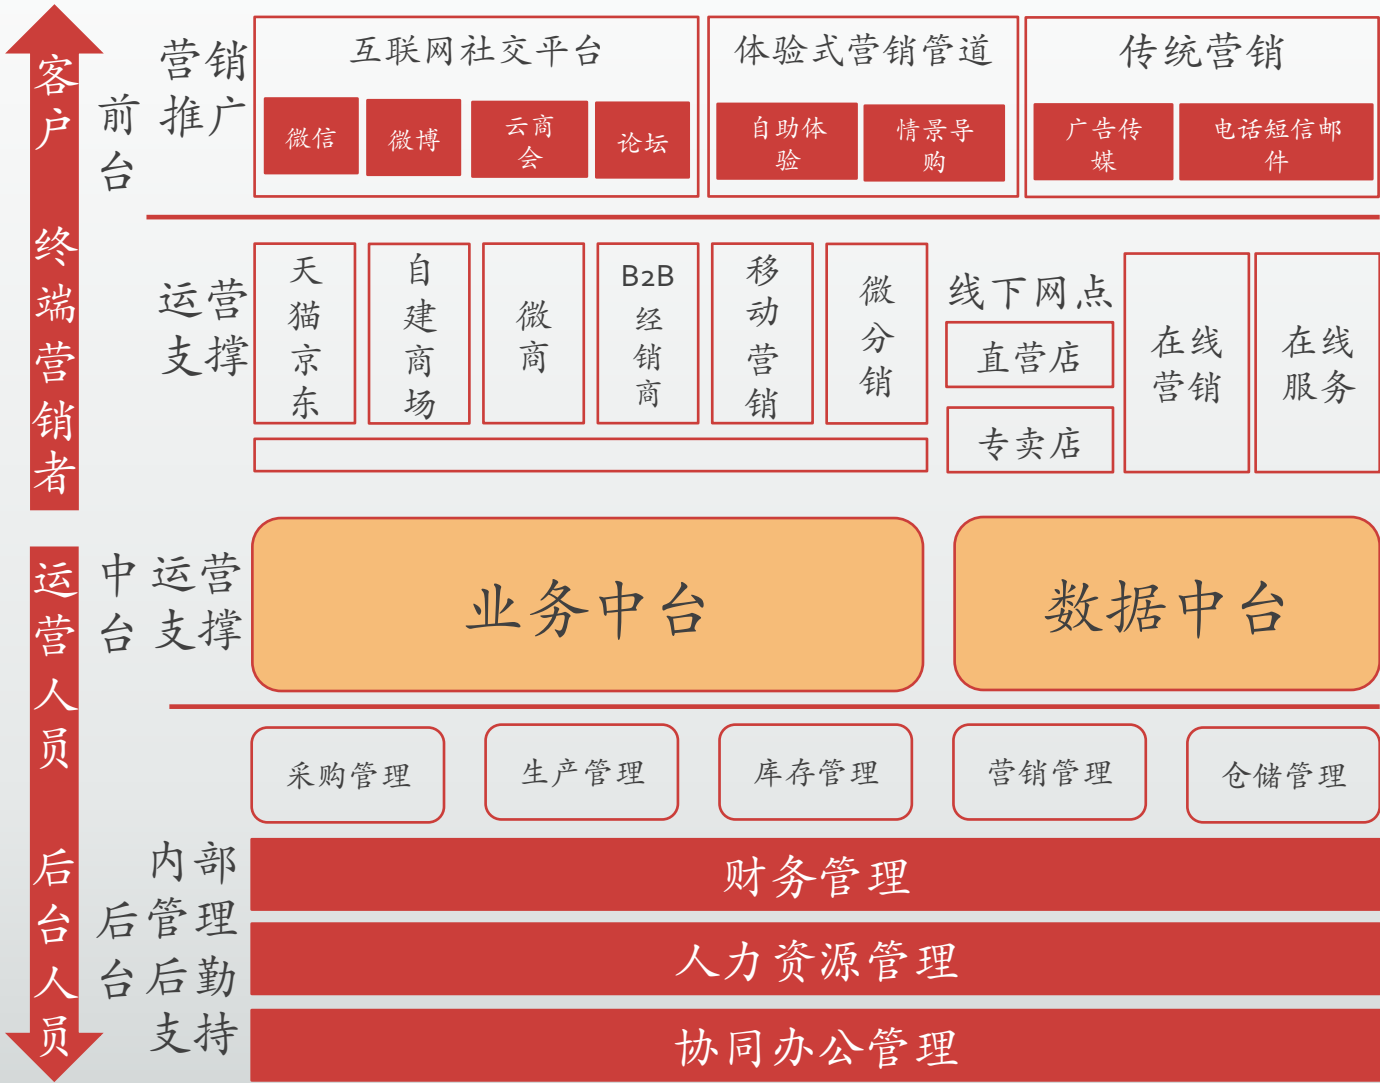 客户
终端营销者
运营人员
后台人员
前台
营销
推广
互联网社交平台
微信
微博
云商
会
论坛
体验式营销管道
自助体
验
情景导
购
传统营销
广告传
媒
电话短信邮
件
运营
支撑
天猫京东
自建商场
微商
B2B
经销商
移动营销
微分销
线下网点
直营店
专卖店
在线
营销
在线
服务
中台
运营
支撑
业务中台
数据中台
采购管理
生产管理
库存管理
营销管理
仓储管理
后台
内部
管理
后勤
支持
财务管理
人力资源管理
协同办公管理